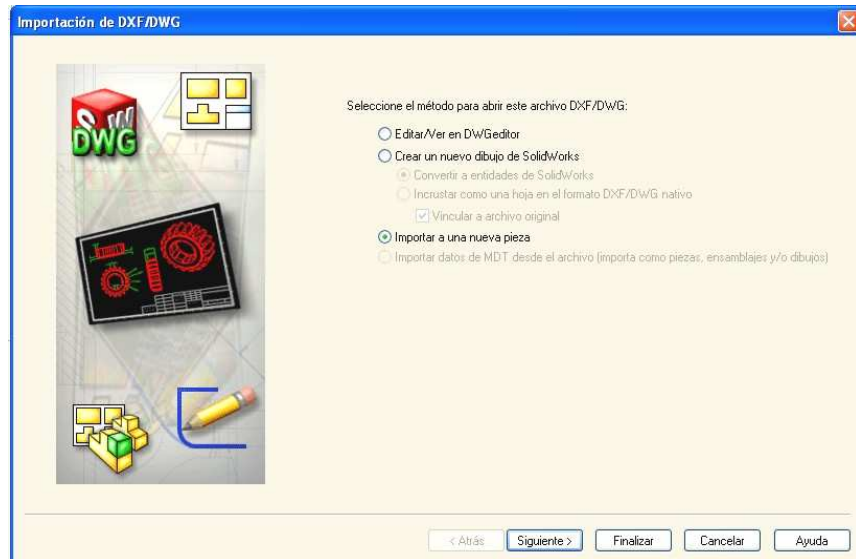 Importación de DXF/DWG
SW
DWG
Seleccione el método para abrir este archivo DXF/DWG:
Editar/Ver en DWGeditor
Crear un nuevo dibujo de SolidWorks
Convertir a entidades de SolidWorks
Incrustar como una hoja en el formato DXF/DWG nativo
Vincular a archivo original
Importar a una nueva pieza
Importar datos de MDT desde el archivo (importa como piezas, ensamblajes y/o dibujos)
< Atrás
Siguiente >
Finalizar
Cancelar
Ayuda